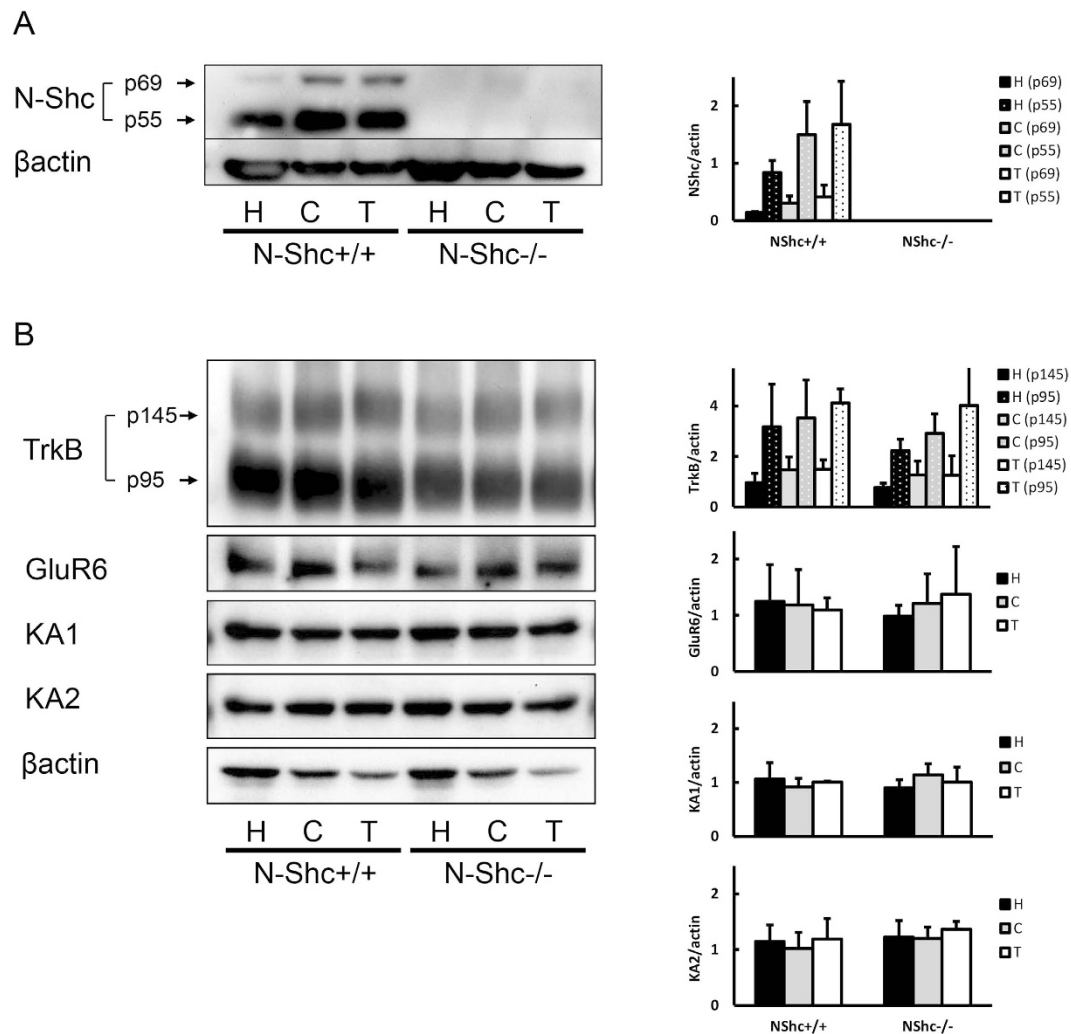 A
N-Shc
p69
p55
βactin
H C T H C T
N-Shc+/+ N-Shc-/-
NShc/actin
2
1
0
NShc+/+ NShc-/-
H (p69)
H (p55)
C (p69)
C (p55)
T (p69)
T (p55)
B
TrkB
p145
p95
GluR6
KA1
KA2
βactin
H C T H C T
N-Shc+/+ N-Shc-/-
TrkB/actin
4
2
0
H (p145)
H (p95)
C (p145)
C (p95)
T (p145)
T (p95)
GluR6/actin
2
1
0
H
C
T
KA1/actin
2
1
0
H
C
T
KA2/actin
2
1
0
H
C
T
NShc+/+ NShc-/-